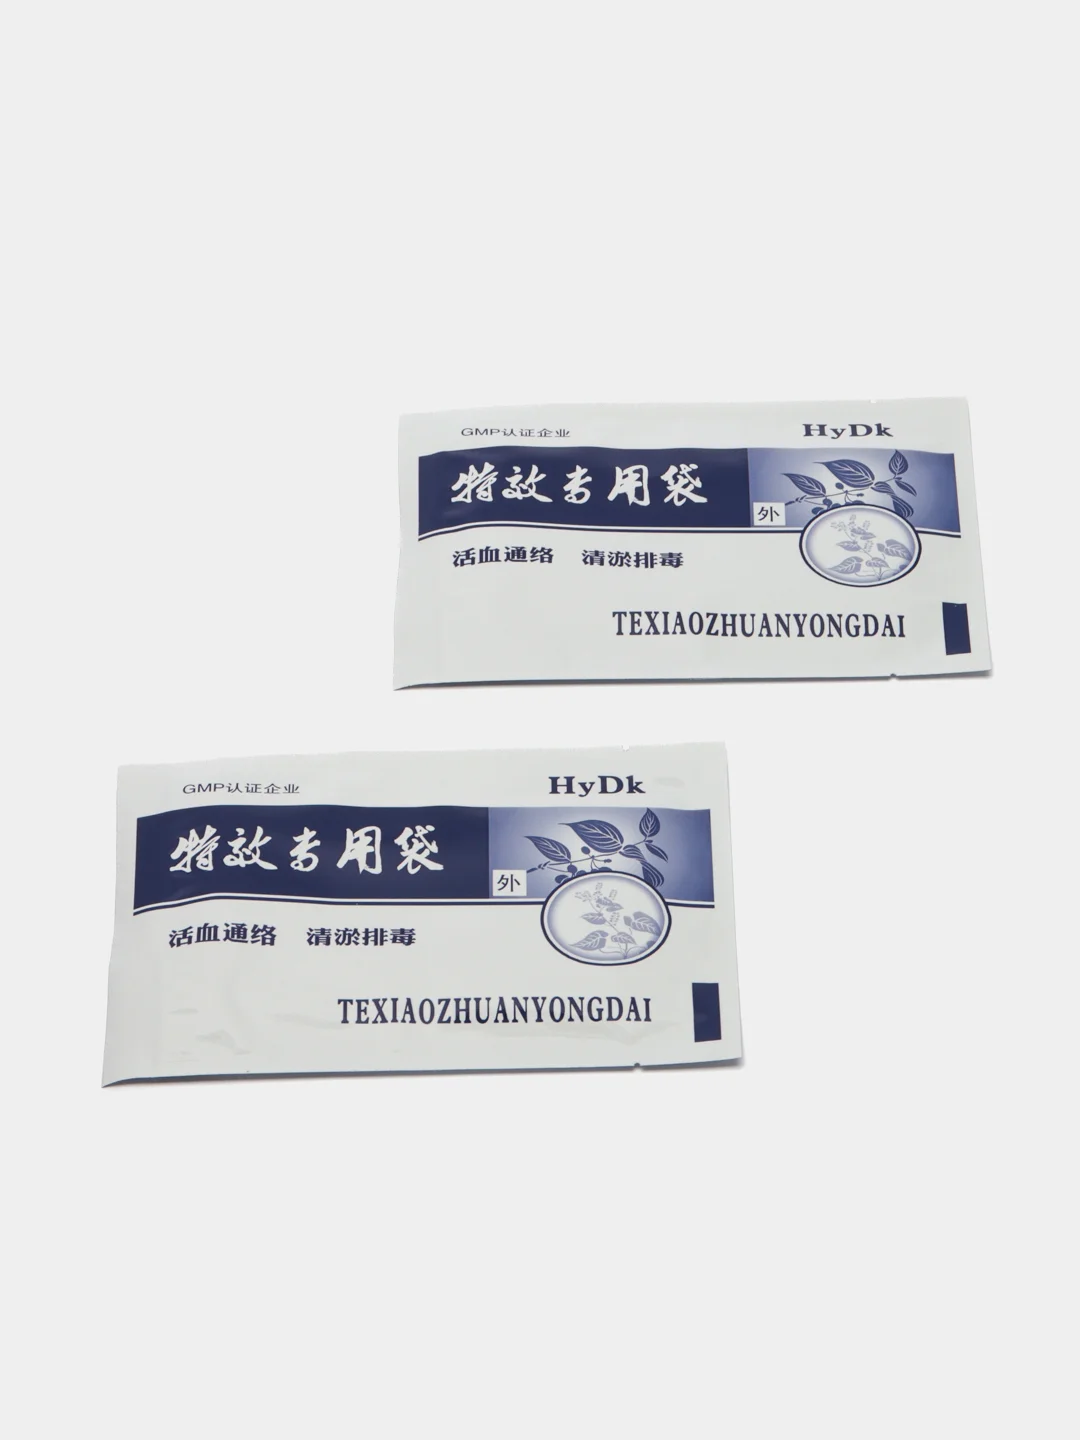 GMP认证企业
HyDk
特效专用袋
外
活血通络 清淤排毒
TEXIAOZHUANYONGDAI
GMP认证企业
HyDk
特效专用袋
外
活血通络 清淤排毒
TEXIAOZHUANYONGDAI